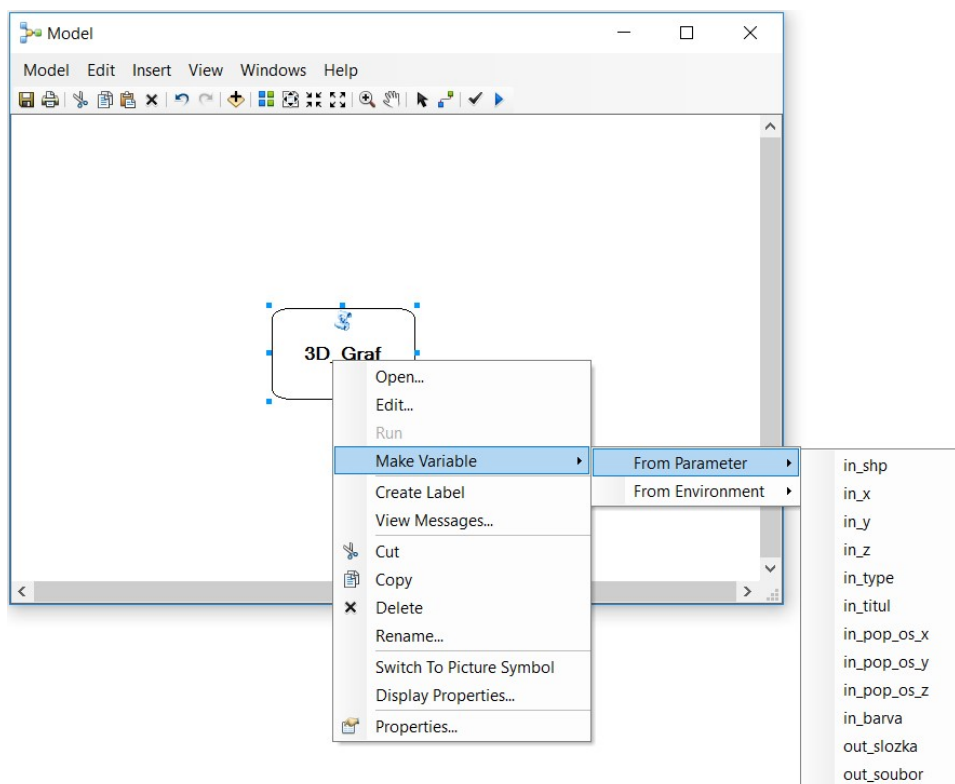 Model
Model Edit Insert View Windows Help
3D_Graf
Open...
Edit...
Run
Make Variable
Create Label
View Messages...
Cut
Copy
Delete
Rename...
Switch To Picture Symbol
Display Properties...
Properties...
From Parameter
From Environment
in_shp
in_x
in_y
in_z
in_type
in_titul
in_pop_os_x
in_pop_os_y
in_pop_os_z
in_barva
out_slozka
out_soubor